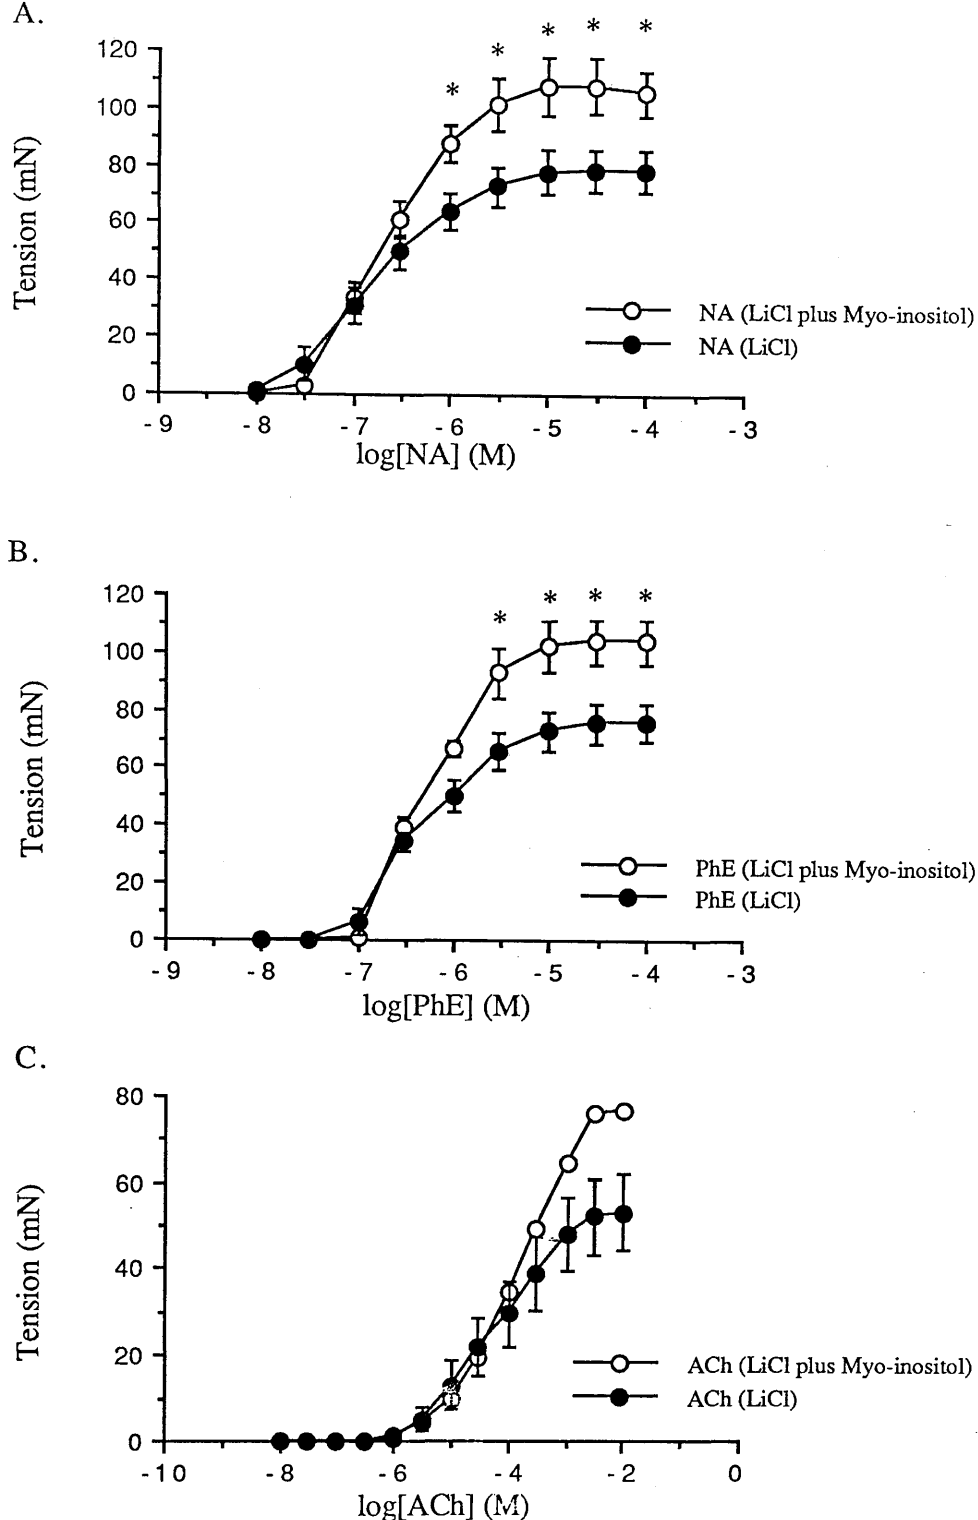 A.
* * * * *
120
100
80
60
40
20
0
Tension (mN)
NA (LiCl plus Myo-inositol)
NA (LiCl)
-9 -8 -7 -6 -5 -4 -3
log[NA] (M)
B.
* * * *
120
100
80
60
40
20
0
Tension (mN)
PhE (LiCl plus Myo-inositol)
PhE (LiCl)
-9 -8 -7 -6 -5 -4 -3
log[PhE] (M)
C.
80
60
40
20
0
Tension (mN)
ACh (LiCl plus Myo-inositol)
ACh (LiCl)
-10 -8 -6 -4 -2 0
log[ACh] (M)